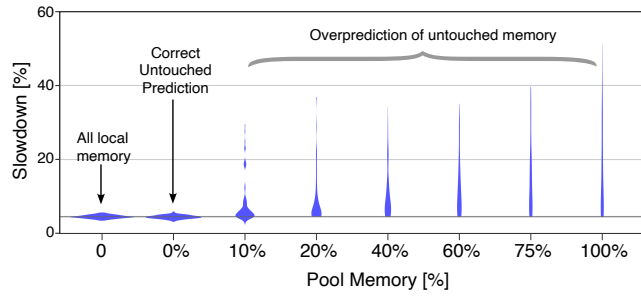 Slowdown [%]
60
40
20
0
All local
memory
Correct
Untouched
Prediction
Overprediction of untouched memory
0 0% 10% 20% 40% 60% 75% 100%
Pool Memory [%]